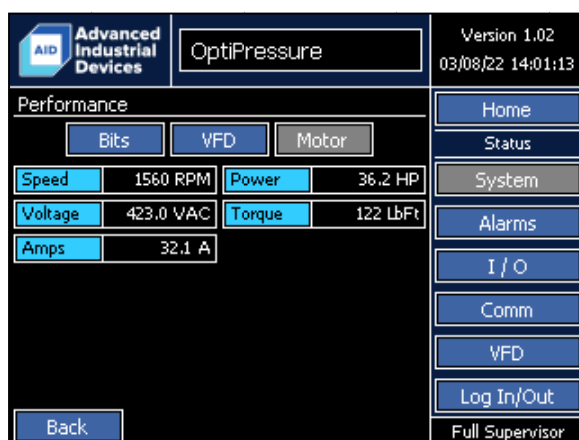 AID
Advanced
Industrial
Devices
OptiPressure
Version 1.02
03/08/22 14:01:13
Performance
Bits VFD Motor
Speed 1560 RPM Power 36.2 HP
Voltage 423.0 VAC Torque 122 LbFt
Amps 32.1 A
Back
Home
Status
System
Alarms
I / O
Comm
VFD
Log In/Out
Full Supervisor